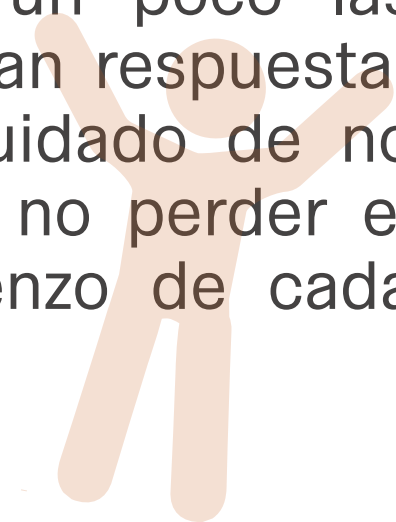 un poco las
an respuesta
uidado de no
no perder e
enzo de cada